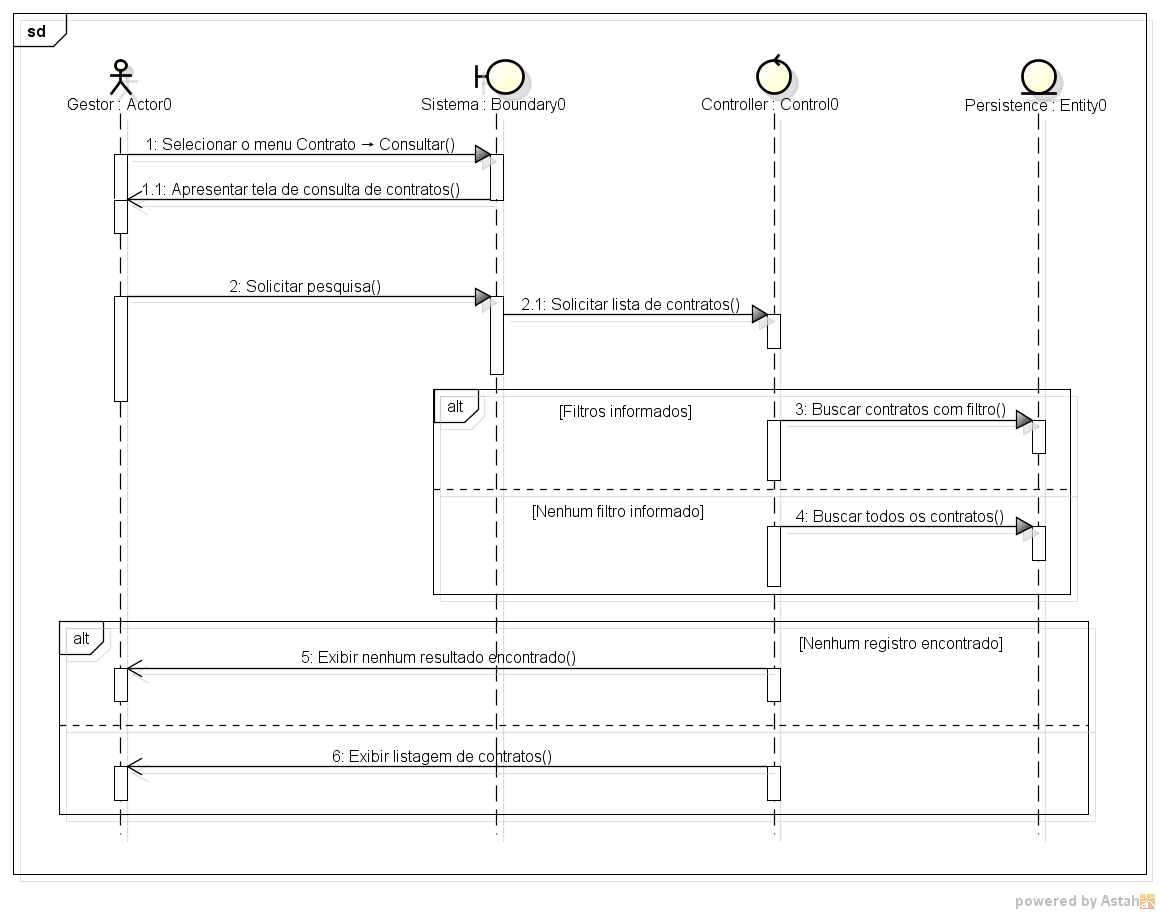 sd
Gestor : Actor0
Sistema : Boundary0
Controller : Control0
Persistence : Entity0
1: Selecionar o menu Contrato → Consultar()
1.1: Apresentar tela de consulta de contratos()
2: Solicitar pesquisa()
2.1: Solicitar lista de contratos()
alt
[Filtros informados]
3: Buscar contratos com filtro()
[Nenhum filtro informado]
4: Buscar todos os contratos()
alt
[Nenhum registro encontrado]
5: Exibir nenhum resultado encontrado()
6: Exibir listagem de contratos()
powered by Astah